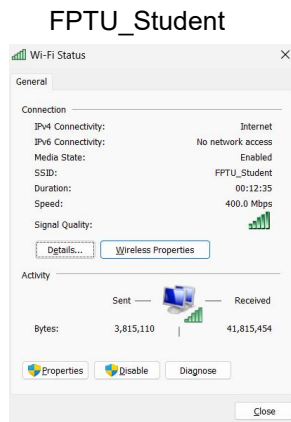 FPTU_Student
Wi-Fi Status
General
Connection
IPv4 Connectivity: Internet
IPv6 Connectivity: No network access
Media State: Enabled
SSID: FPTU_Student
Duration: 00:12:35
Speed: 400.0 Mbps
Signal Quality:
Details... Wireless Properties
Activity
Sent Received
Bytes: 3,815,110 41,815,454
Properties Disable Diagnose
Close